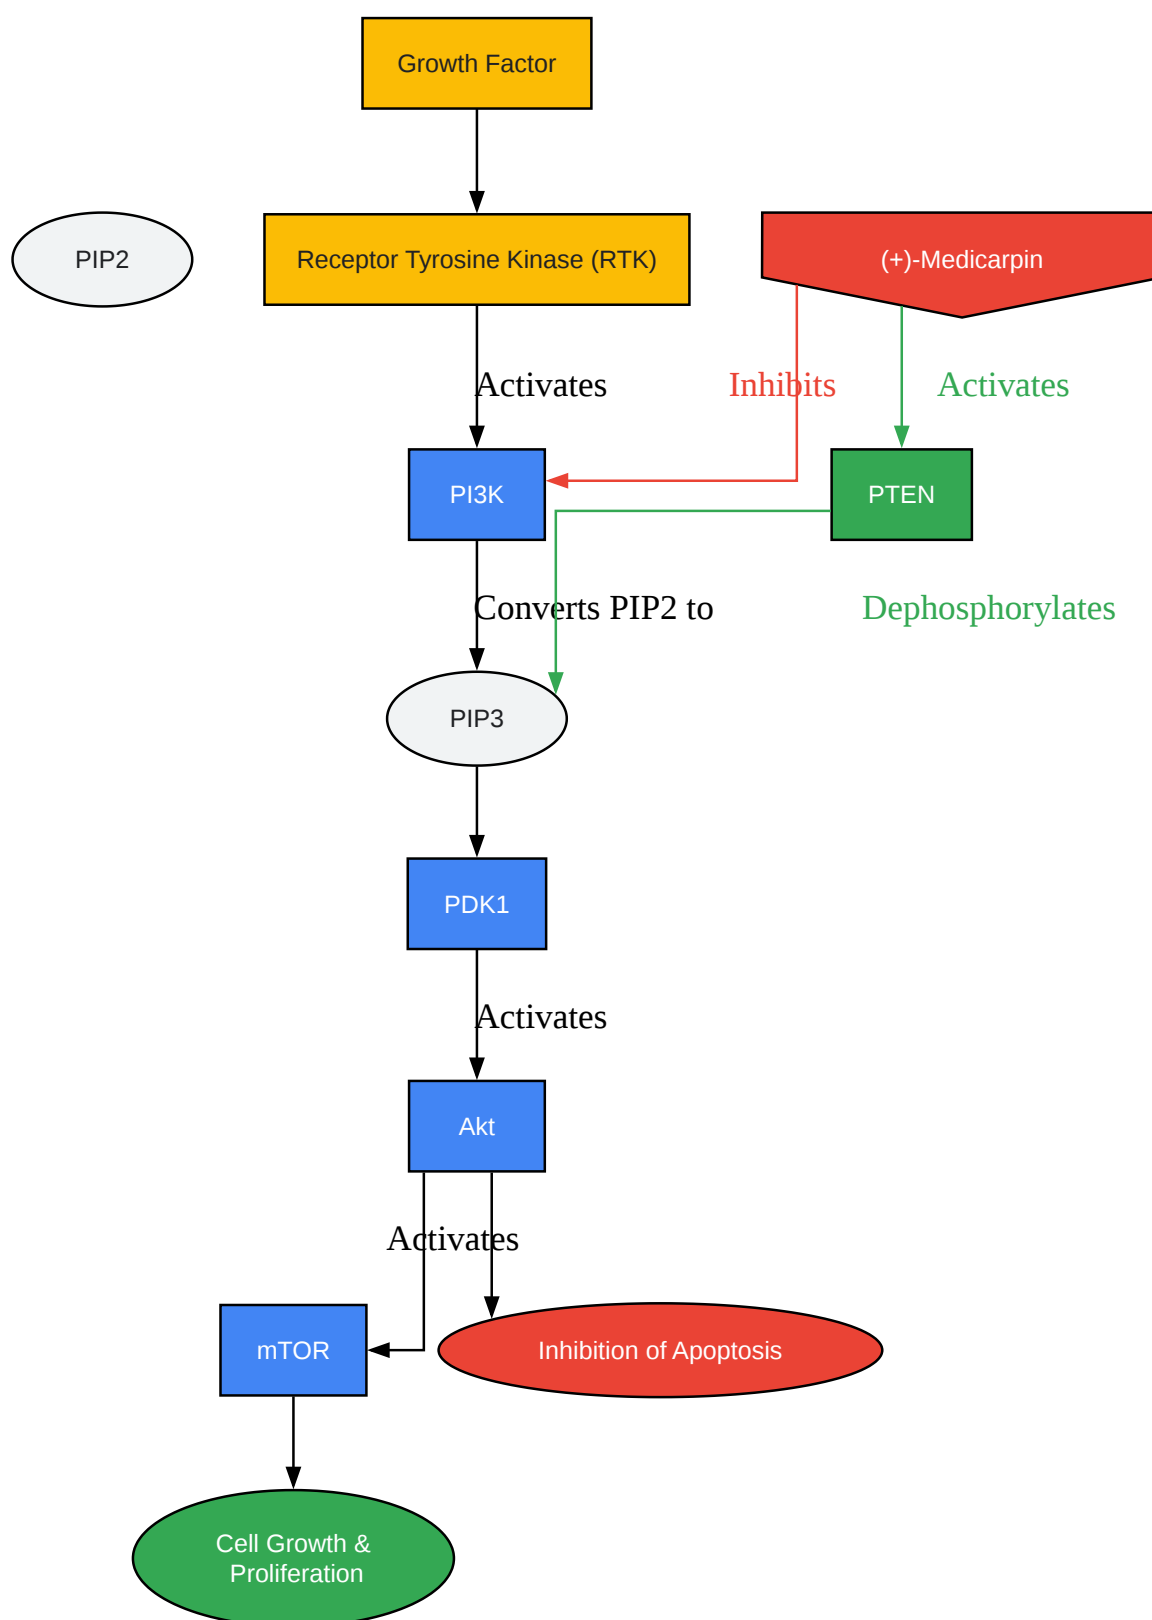 Growth Factor
PIP2
Receptor Tyrosine Kinase (RTK)
(+)-Medicarpin
Activates
Inhibits
Activates
PI3K
PTEN
Converts PIP2 to
Dephosphorylates
PIP3
PDK1
Activates
Akt
Activates
mTOR
Inhibition of Apoptosis
Cell Growth &
Proliferation